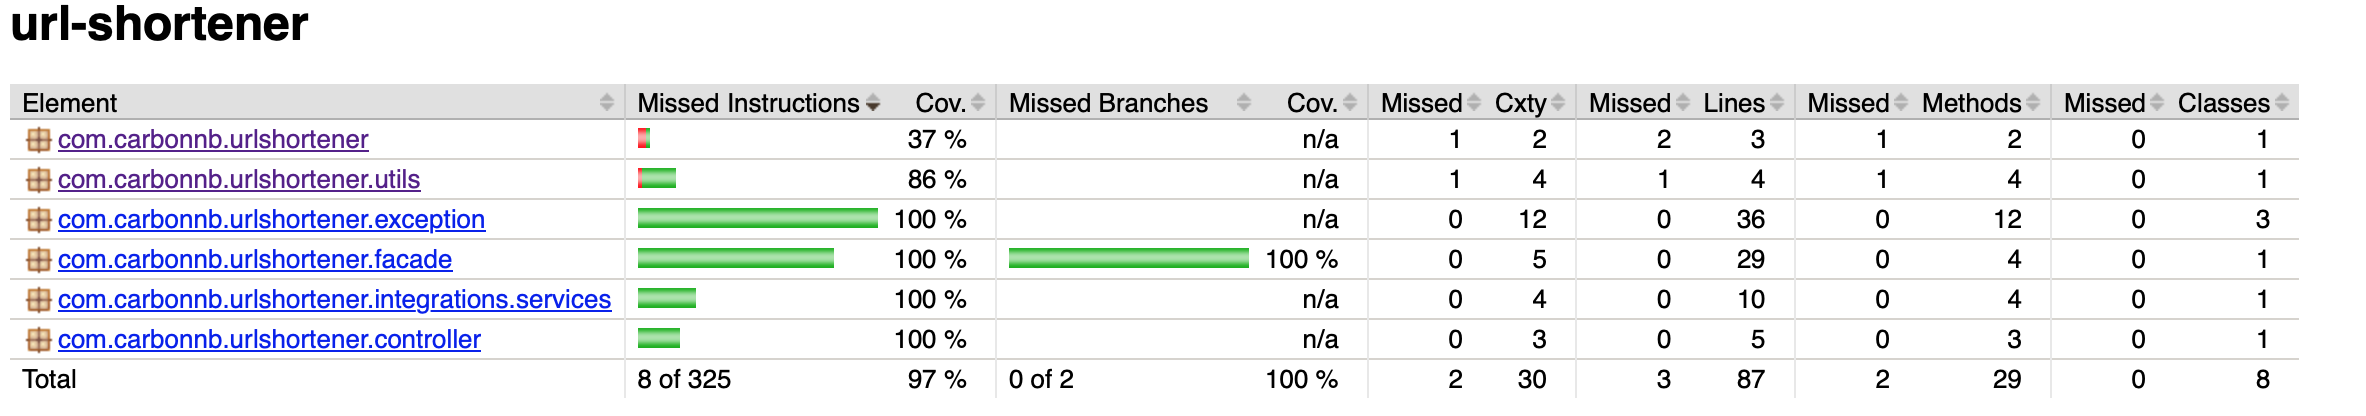 url-shortener
Element Missed Instructions Cov. Missed Branches Cov. Missed Cxty Missed Lines Missed Methods Missed Classes
com.carbonnb.urlshortener 37 % n/a 1 2 2 3 1 2 0 1
com.carbonnb.urlshortener.utils 86 % n/a 1 4 1 4 1 4 0 1
com.carbonnb.urlshortener.exception 100 % n/a 0 12 0 36 0 12 0 3
com.carbonnb.urlshortener.facade 100 % 100 % 0 5 0 29 0 4 0 1
com.carbonnb.urlshortener.integrations.services 100 % n/a 0 4 0 10 0 4 0 1
com.carbonnb.urlshortener.controller 100 % n/a 0 3 0 5 0 3 0 1
Total 8 of 325 97 % 0 of 2 100 % 2 30 3 87 2 29 0 8